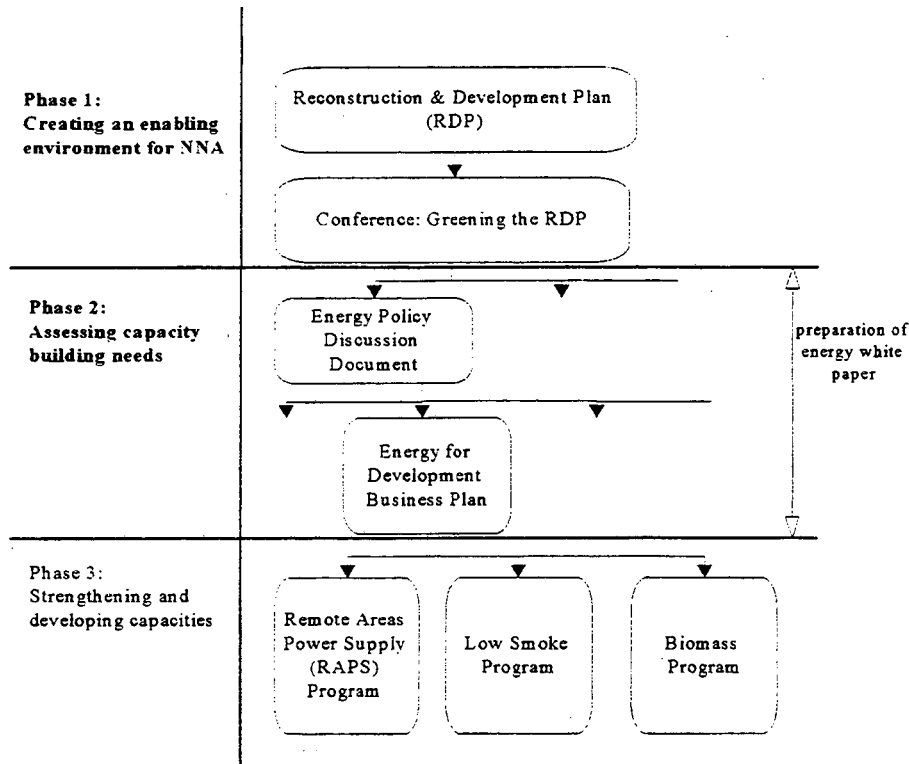 Phase 1:
Creating an enabling
environment for NNA
Reconstruction & Development Plan
(RDP)
Conference: Greening the RDP
Phase 2:
Assessing capacity
building needs
Energy Policy
Discussion
Document
Energy for
Development
Business Plan
preparation of
energy white
paper
Phase 3:
Strengthening and
developing capacities
Remote Areas
Power Supply
(RAPS)
Program
Low Smoke
Program
Biomass
Program